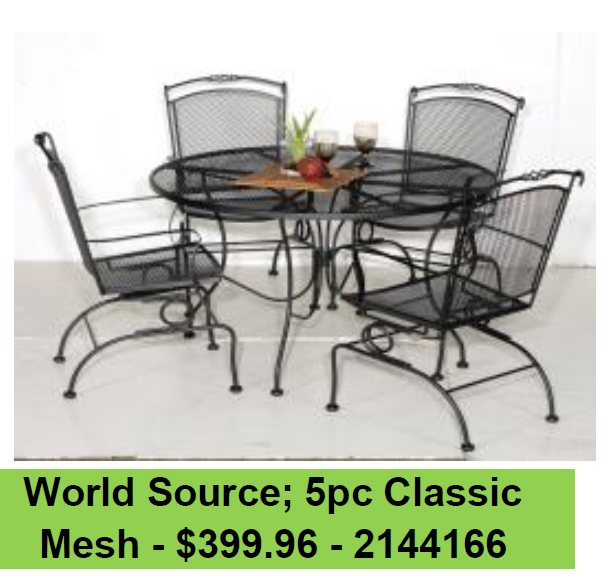 World Source; 5pc Classic
Mesh - $399.96 - 2144166